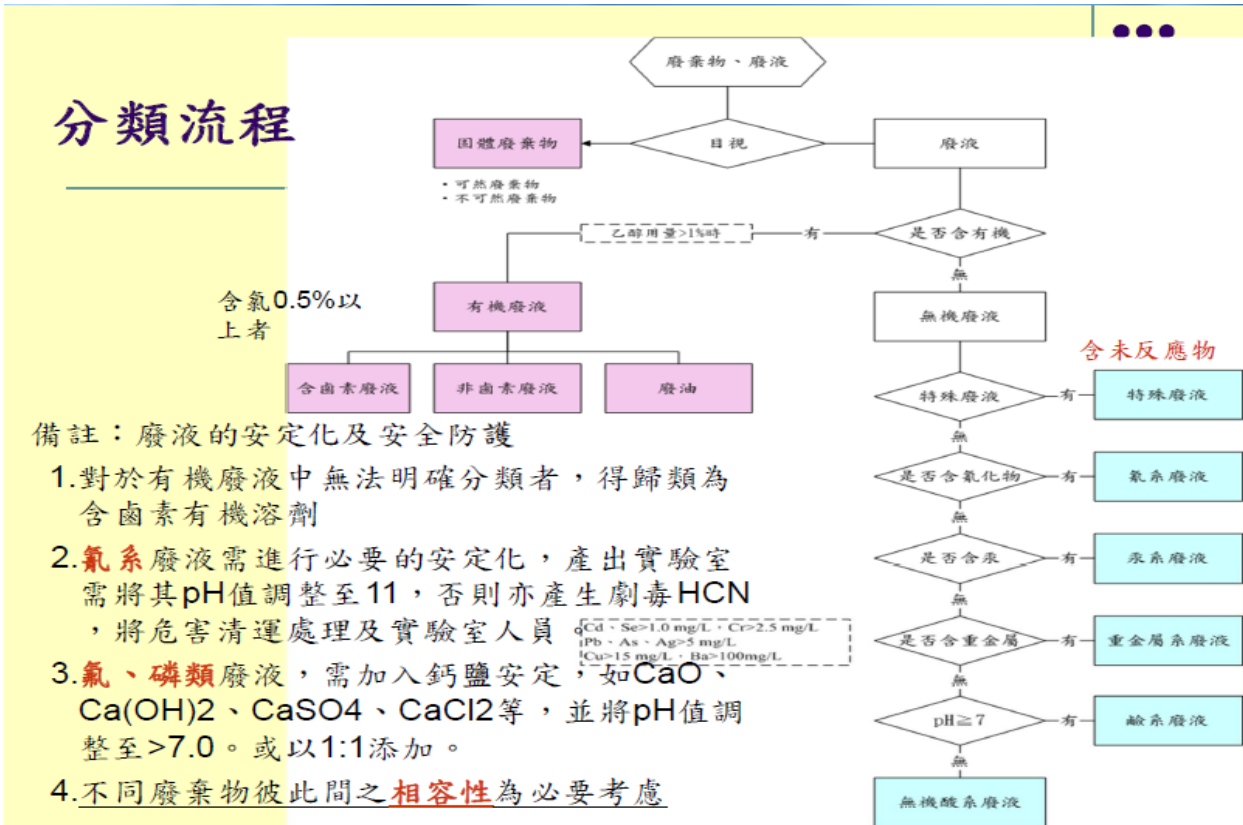 分類流程
廢棄物、廢液
固體廢棄物
目視
廢液
・可然廢棄物
・不可然廢棄物
乙醇用量>1%時
有
是否含有機
無
含氯0.5%以
上者
有機廢液
無機廢液
含鹵素廢液
非鹵素廢液
廢油
含未反應物
特殊廢液
有
特殊廢液
無
是否含氰化物
有
氰系廢液
無
是否含汞
有
汞系廢液
無
Cd、Se>1.0 mg/L，Cr>2.5 mg/L
Pb、As、Ag>5 mg/L
Cu>15 mg/L，Ba>100mg/L
是否含重金屬
有
重金屬系廢液
無
pH≧7
有
鹼系廢液
無
無機酸系廢液
備註：廢液的安定化及安全防護
1.對於有機廢液中無法明確分類者，得歸類為
含鹵素有機溶劑
2.氰系廢液需進行必要的安定化，產出實驗室
需將其pH值調整至11，否則亦產生劇毒HCN
，將危害清運處理及實驗室人員。
3.氟、磷類廢液，需加入鈣鹽安定，如CaO、
Ca(OH)2、CaSO4、CaCl2等，並將pH值調
整至>7.0。或以1:1添加。
4.不同廢棄物彼此間之相容性為必要考慮